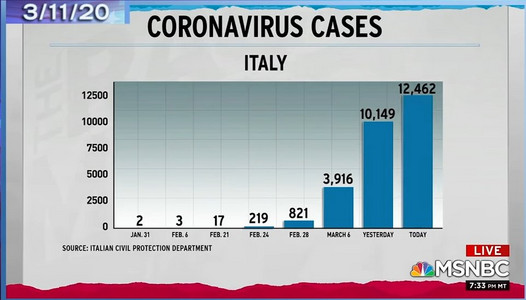 3/11/20
CORONAVIRUS CASES
ITALY
12500
10000
7500
5000
2500
0
2
3
17
219
821
3,916
10,149
12,462
JAN. 31
FEB. 6
FEB. 21
FEB. 24
FEB. 28
MARCH 6
YESTERDAY
TODAY
SOURCE: ITALIAN CIVIL PROTECTION DEPARTMENT
LIVE
MSNBC
7:33 PM MT